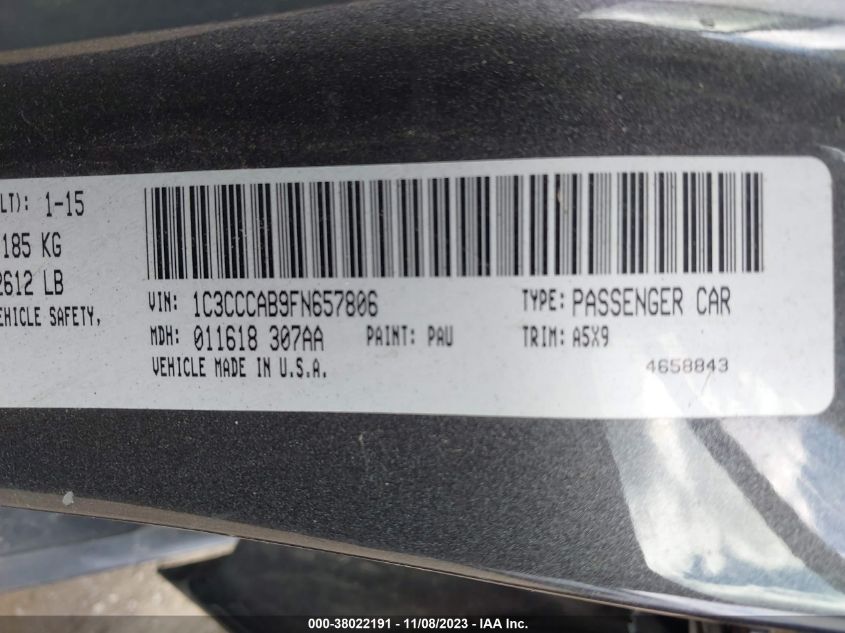 LT): 1-15
185 KG
2612 LB
EHICLE SAFETY,
VIN: 1C3CCCAB9FN657806 TYPE: PASSENGER CAR
MDH: 011618 307AA PAINT: PAU TRIM: A5X9
VEHICLE MADE IN U.S.A. 4658843
000-38022191 - 11/08/2023 - IAA Inc.